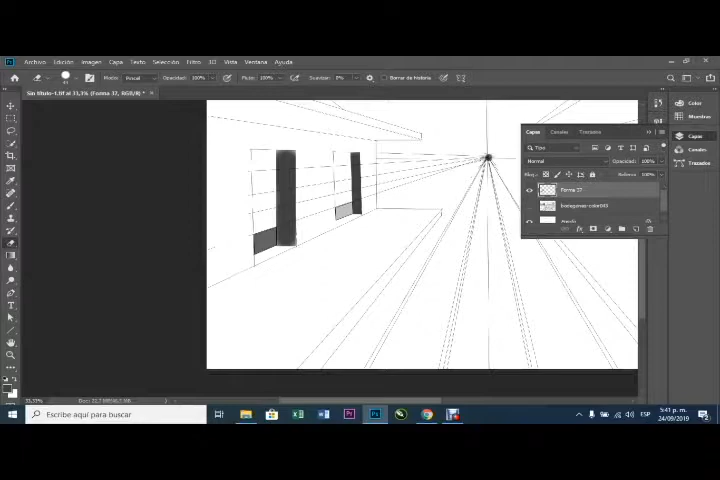 Archivo Edición Imagen Capa Texto Selección Filtro 3D Vista Ventana Ayuda
Modo: Pincel Opacidad: 100% Flujo: 100% Suavizar: 0% Borrar de historia
Sin título-1.tif al 33,3% (Forma 37, RGB/8) *
Color
Muestras
Capas Canales Trazados
Capas
Tipo
Canales
Normal Opacidad: 100%
Trazados
Relleno: 100%
Forma 37
33,33%
Escribe aquí para buscar
ESP
5:41 p. m.
24/09/2019